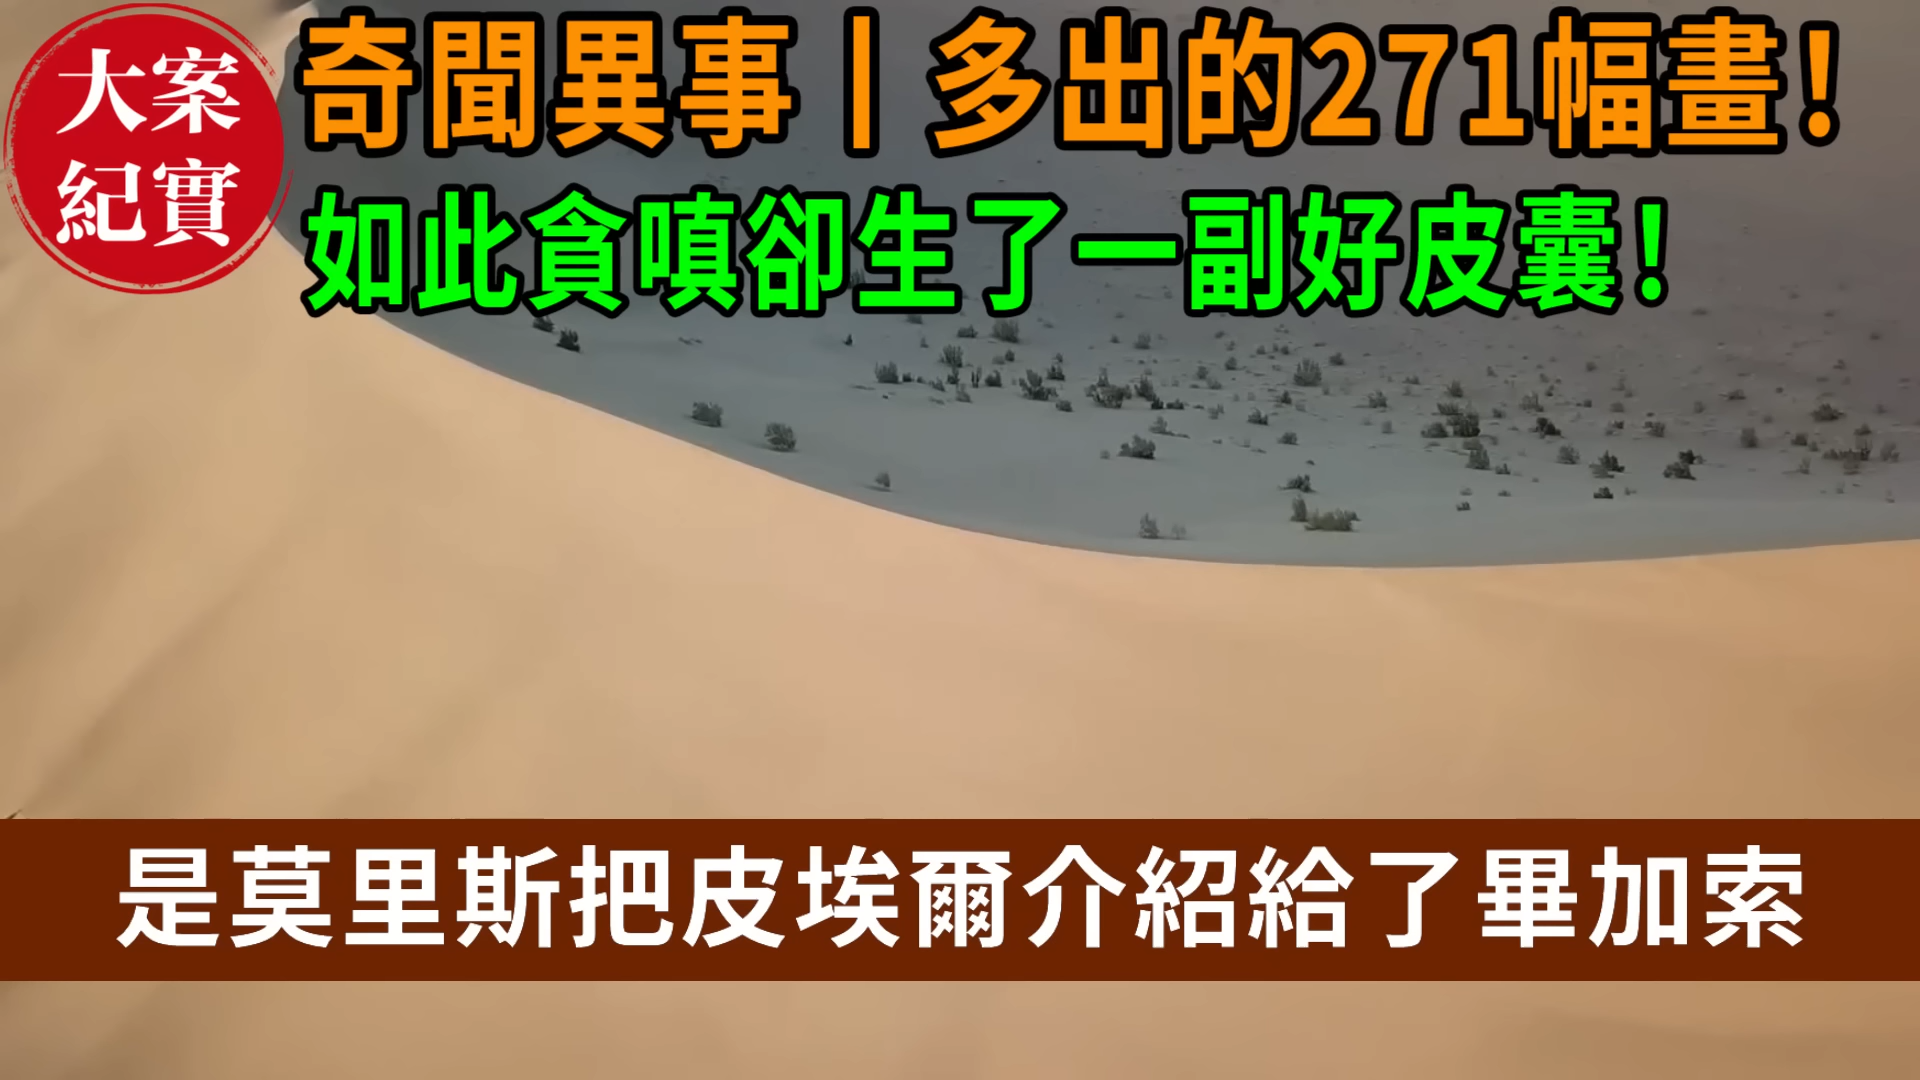 大案
紀實
奇聞異事｜多出的271幅畫！
如此貪嗔卻生了一副好皮囊！
是莫里斯把皮埃爾介紹給了畢加索